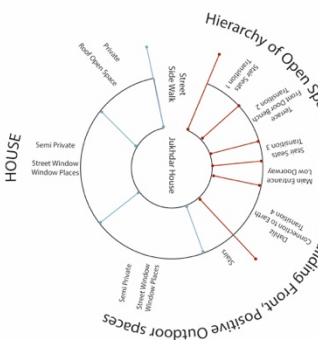 Hierarchy of Open Spa
Private
Roof Open Space
Street
Side Walk
Stair Seats
Transition 1
Terrace
Front Door Bench
Transition 2
Stair Seats
Transition 3
Low Doorway
Main Entrance
Dahliz
Connection to Earth
Transition 4
Stairs
Jukhdar House
HOUSE
Semi Private
Street Window
Window Places
Semi Private
Street Window
Window Places
nding Front, Positive Outdoor spaces